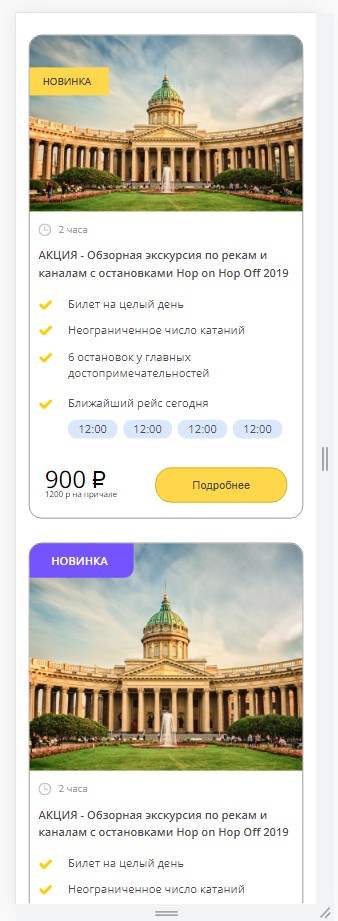 НОВИНКА
2 часа
АКЦИЯ - Обзорная экскурсия по рекам и
каналам с остановками Hop on Hop Off 2019
Билет на целый день
Неограниченное число катаний
6 остановок у главных
достопримечательностей
Ближайший рейс сегодня
12:00 12:00 12:00 12:00
900 ₽
1200 р на причале
Подробнее
НОВИНКА
2 часа
АКЦИЯ - Обзорная экскурсия по рекам и
каналам с остановками Hop on Hop Off 2019
Билет на целый день
Неограниченное число катаний